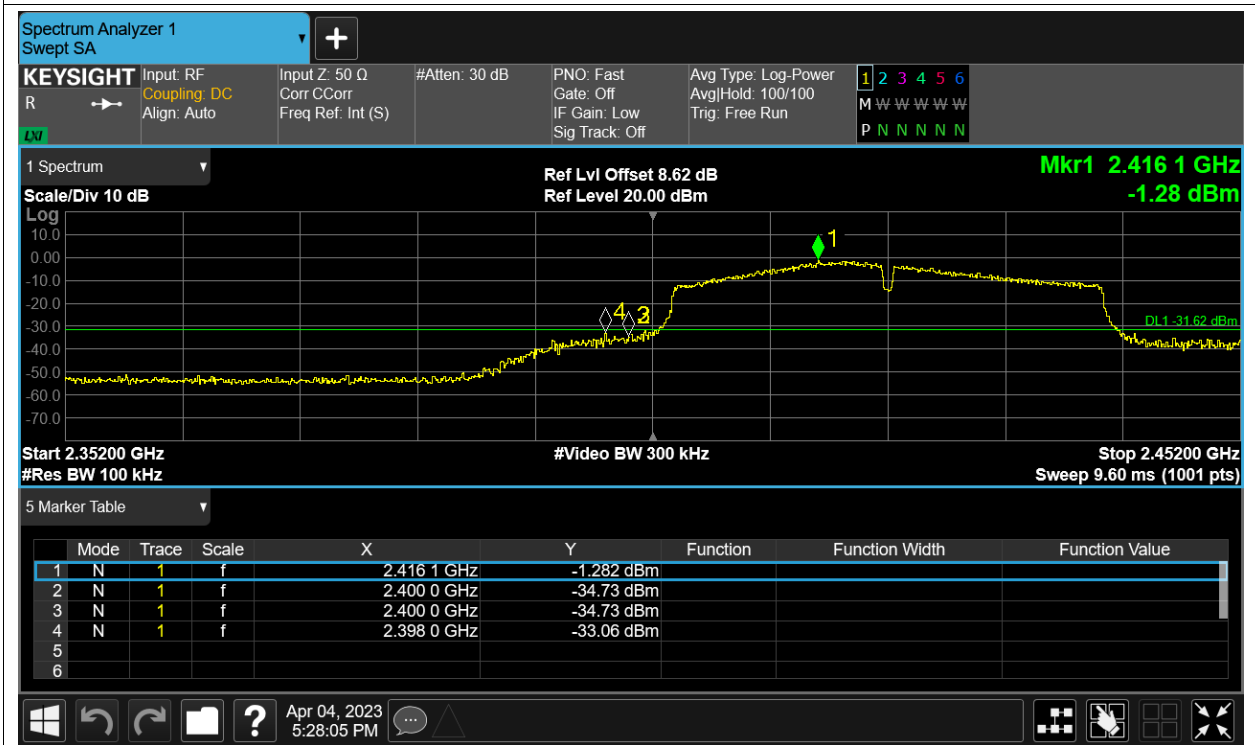 Spectrum Analyzer 1
Swept SA
+
KEYSIGHT Input: RF Input Z: 50 Ω #Atten: 30 dB PNO: Fast Avg Type: Log-Power 1 2 3 4 5 6
R Coupling: DC Corr CCorr Gate: Off Avg|Hold: 100/100 M W W W W W
Align: Auto Freq Ref: Int (S) IF Gain: Low Trig: Free Run
LXI Sig Track: Off P N N N N N
1 Spectrum Ref Lvl Offset 8.62 dB Mkr1 2.416 1 GHz
Scale/Div 10 dB Ref Level 20.00 dBm -1.28 dBm
Log
10.0
1
0.00
-10.0
-20.0
4 3
-30.0
DL1 -31.62 dBm
-40.0
-50.0
-60.0
-70.0
Start 2.35200 GHz #Video BW 300 kHz Stop 2.45200 GHz
#Res BW 100 kHz Sweep 9.60 ms (1001 pts)
5 Marker Table
Mode Trace Scale X Y Function Function Width Function Value
1 N 1 f 2.416 1 GHz -1.282 dBm
2 N 1 f 2.400 0 GHz -34.73 dBm
3 N 1 f 2.400 0 GHz -34.73 dBm
4 N 1 f 2.398 0 GHz -33.06 dBm
5
6
? Apr 04, 2023
5:28:05 PM